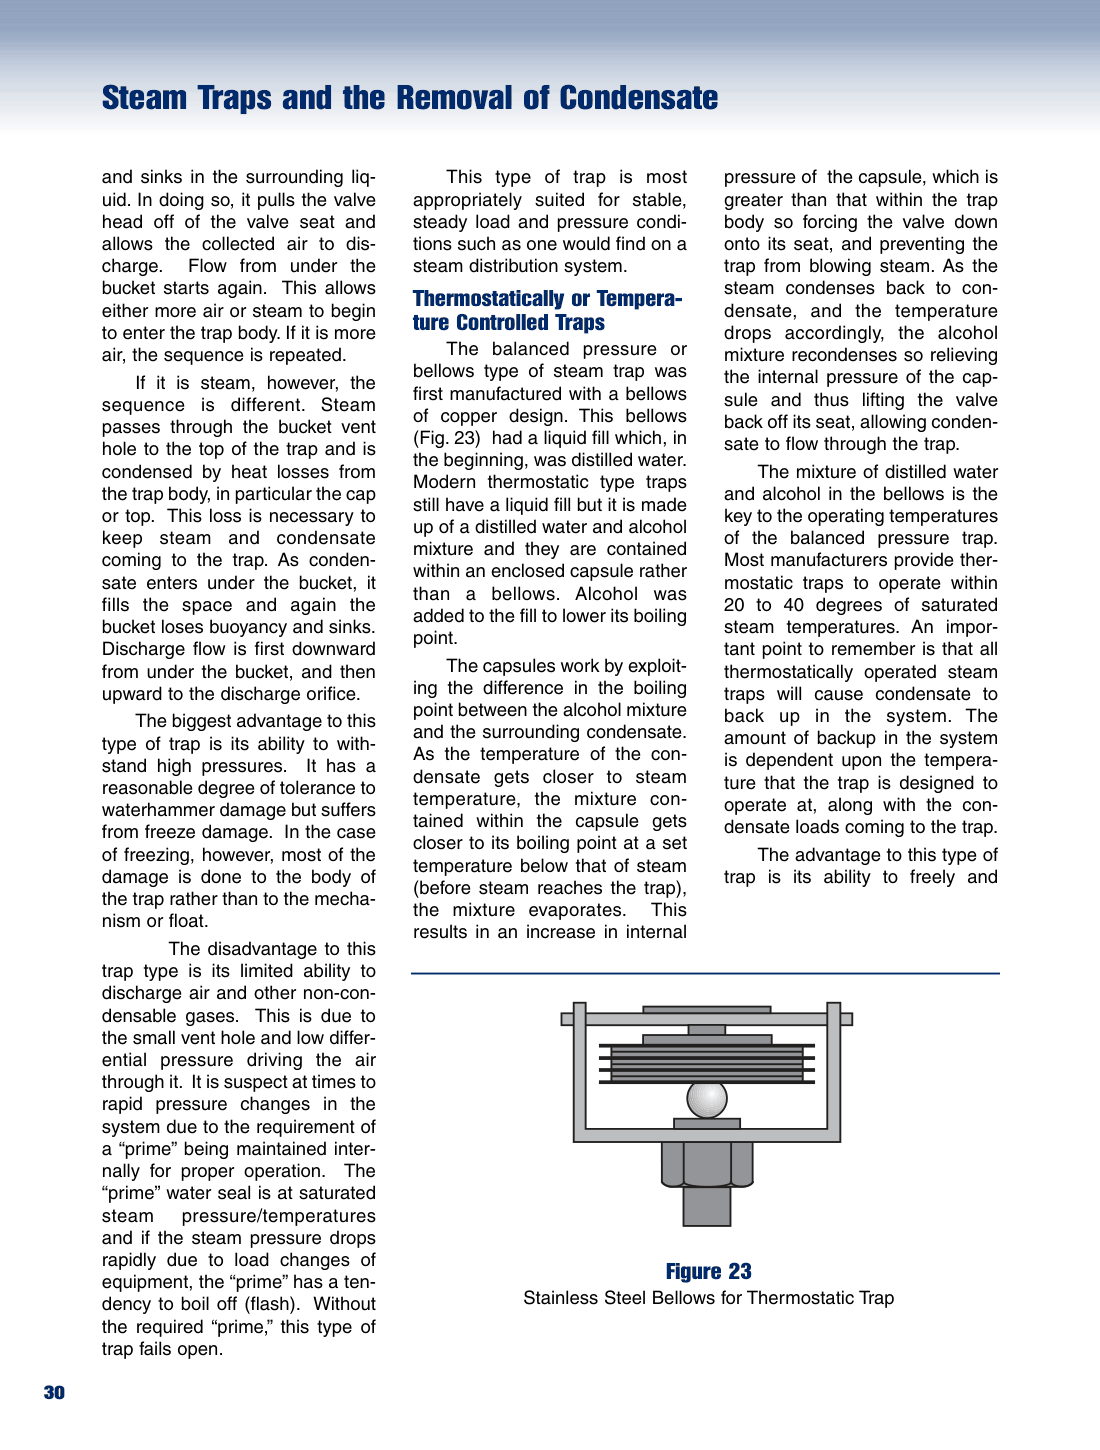 Steam Traps and the Removal of Condensate
and sinks in the surrounding liq-
uid. In doing so, it pulls the valve
head off of the valve seat and
allows the collected air to dis-
charge. Flow from under the
bucket starts again. This allows
either more air or steam to begin
to enter the trap body. If it is more
air, the sequence is repeated.
If it is steam, however, the
sequence is different. Steam
passes through the bucket vent
hole to the top of the trap and is
condensed by heat losses from
the trap body, in particular the cap
or top. This loss is necessary to
keep steam and condensate
coming to the trap. As conden-
sate enters under the bucket, it
fills the space and again the
bucket loses buoyancy and sinks.
Discharge flow is first downward
from under the bucket, and then
upward to the discharge orifice.
The biggest advantage to this
type of trap is its ability to with-
stand high pressures. It has a
reasonable degree of tolerance to
waterhammer damage but suffers
from freeze damage. In the case
of freezing, however, most of the
damage is done to the body of
the trap rather than to the mecha-
nism or float.
The disadvantage to this
trap type is its limited ability to
discharge air and other non-con-
densable gases. This is due to
the small vent hole and low differ-
ential pressure driving the air
through it. It is suspect at times to
rapid pressure changes in the
system due to the requirement of
a “prime” being maintained inter-
nally for proper operation. The
“prime” water seal is at saturated
steam pressure/temperatures
and if the steam pressure drops
rapidly due to load changes of
equipment, the “prime” has a ten-
dency to boil off (flash). Without
the required “prime,” this type of
trap fails open.
This type of trap is most
appropriately suited for stable,
steady load and pressure condi-
tions such as one would find on a
steam distribution system.
Thermostatically or Tempera-
ture Controlled Traps
The balanced pressure or
bellows type of steam trap was
first manufactured with a bellows
of copper design. This bellows
(Fig. 23) had a liquid fill which, in
the beginning, was distilled water.
Modern thermostatic type traps
still have a liquid fill but it is made
up of a distilled water and alcohol
mixture and they are contained
within an enclosed capsule rather
than a bellows. Alcohol was
added to the fill to lower its boiling
point.
The capsules work by exploit-
ing the difference in the boiling
point between the alcohol mixture
and the surrounding condensate.
As the temperature of the con-
densate gets closer to steam
temperature, the mixture con-
tained within the capsule gets
closer to its boiling point at a set
temperature below that of steam
(before steam reaches the trap),
the mixture evaporates. This
results in an increase in internal
pressure of the capsule, which is
greater than that within the trap
body so forcing the valve down
onto its seat, and preventing the
trap from blowing steam. As the
steam condenses back to con-
densate, and the temperature
drops accordingly, the alcohol
mixture recondenses so relieving
the internal pressure of the cap-
sule and thus lifting the valve
back off its seat, allowing conden-
sate to flow through the trap.
The mixture of distilled water
and alcohol in the bellows is the
key to the operating temperatures
of the balanced pressure trap.
Most manufacturers provide ther-
mostatic traps to operate within
20 to 40 degrees of saturated
steam temperatures. An impor-
tant point to remember is that all
thermostatically operated steam
traps will cause condensate to
back up in the system. The
amount of backup in the system
is dependent upon the tempera-
ture that the trap is designed to
operate at, along with the con-
densate loads coming to the trap.
The advantage to this type of
trap is its ability to freely and
Figure 23
Stainless Steel Bellows for Thermostatic Trap
30